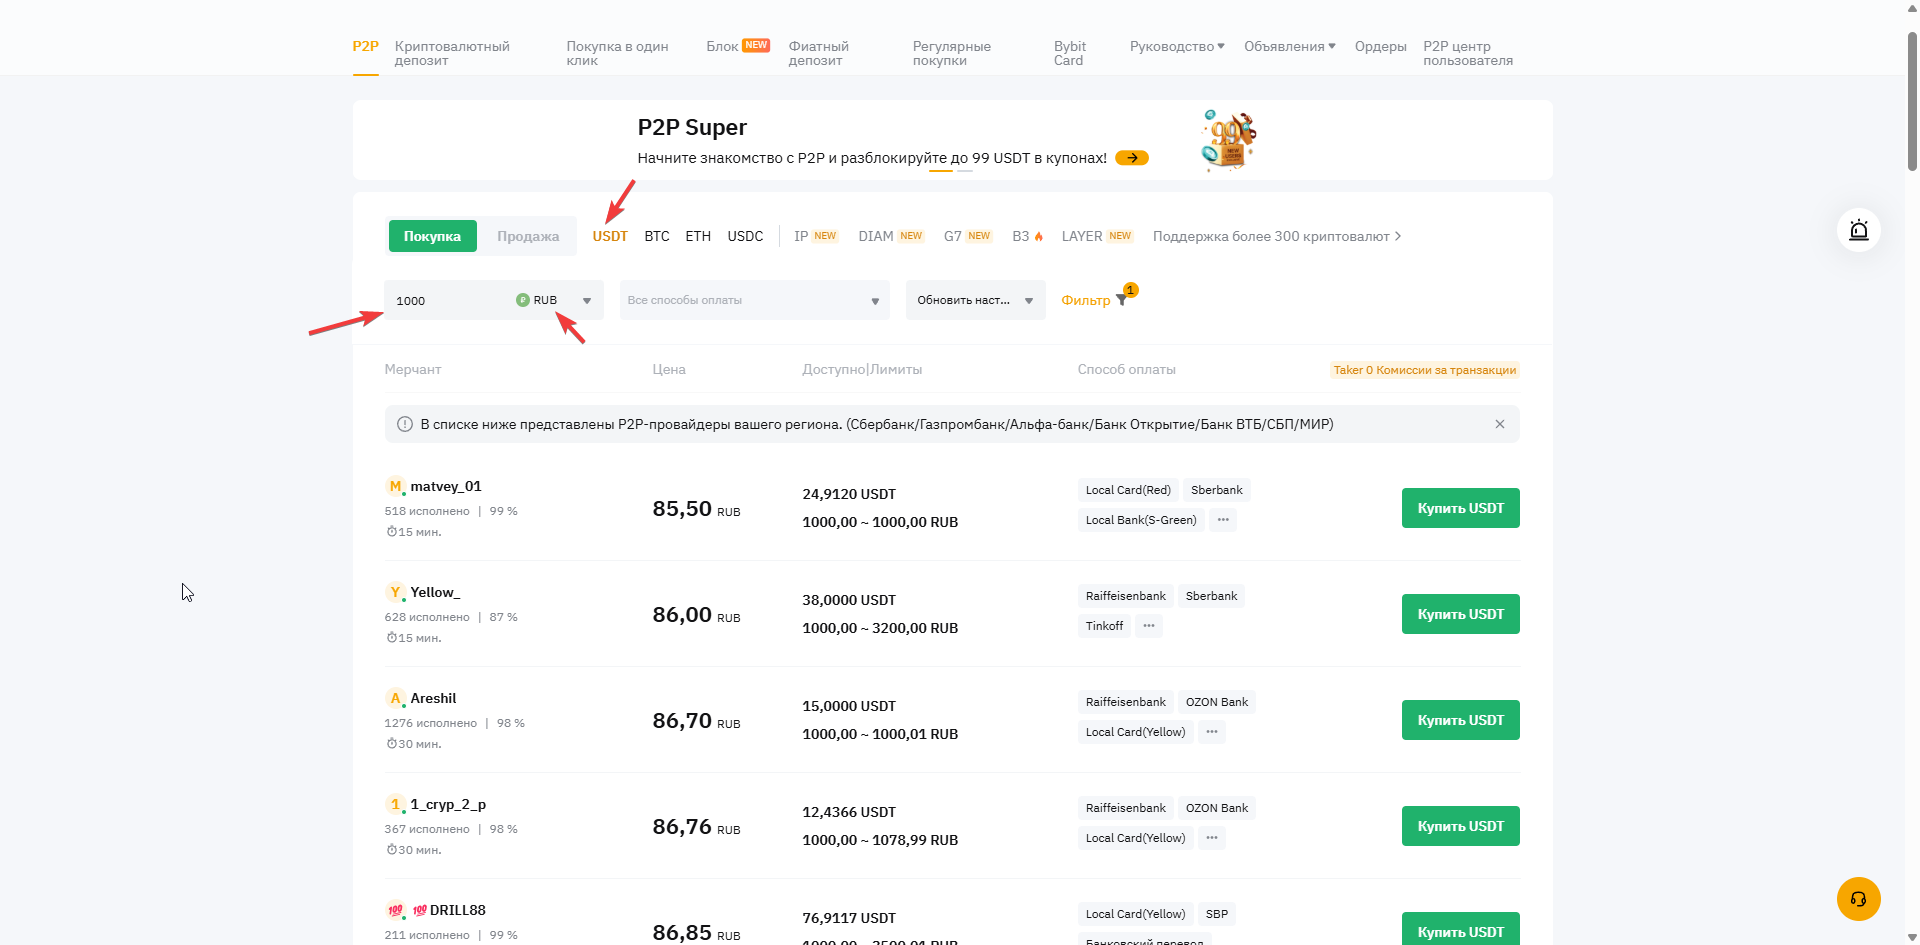 P2P
Криптовалютный
депозит
Покупка в один
клик
Блок NEW
Фиатный
депозит
Регулярные
покупки
Bybit
Card
Руководство
Объявления
Ордеры
P2P центр
пользователя
P2P Super
Начните знакомство с P2P и разблокируйте до 99 USDT в купонах!
Покупка Продажа USDT BTC ETH USDC IP NEW DIAM NEW G7 NEW B3 LAYER NEW Поддержка более 300 криптовалют
1000 RUB Все способы оплаты Обновить наст... Фильтр 1
Мерчант Цена Доступно|Лимиты Способ оплаты Taker 0 Комиссии за транзакции
В списке ниже представлены P2P-провайдеры вашего региона. (Сбербанк/Газпромбанк/Альфа-банк/Банк Открытие/Банк ВТБ/СБП/МИР)
M matvey_01
518 исполнено | 99 %
15 мин.
85,50 RUB
24,9120 USDT
1000,00 ~ 1000,00 RUB
Local Card(Red) Sberbank
Local Bank(S-Green) ···
Купить USDT
Y Yellow_
628 исполнено | 87 %
15 мин.
86,00 RUB
38,0000 USDT
1000,00 ~ 3200,00 RUB
Raiffeisenbank Sberbank
Tinkoff ···
Купить USDT
A Areshil
1276 исполнено | 98 %
30 мин.
86,70 RUB
15,0000 USDT
1000,00 ~ 1000,01 RUB
Raiffeisenbank OZON Bank
Local Card(Yellow) ···
Купить USDT
1 1_cryp_2_p
367 исполнено | 98 %
30 мин.
86,76 RUB
12,4366 USDT
1000,00 ~ 1078,99 RUB
Raiffeisenbank OZON Bank
Local Card(Yellow) ···
Купить USDT
💯 💯DRILL88
211 исполнено | 99 %
86,85 RUB
76,9117 USDT
1000,00 ~ 3500,01 RUB
Local Card(Yellow) SBP
Банковский перевод
Купить USDT